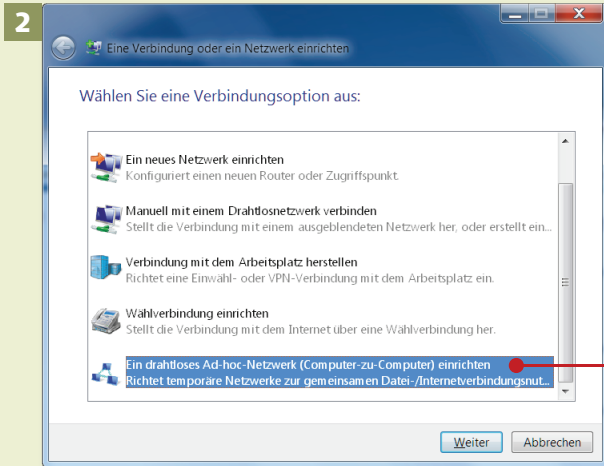 2
Eine Verbindung oder ein Netzwerk einrichten
Wählen Sie eine Verbindungsoption aus:
Ein neues Netzwerk einrichten
Konfiguriert einen neuen Router oder Zugriffspunkt.
Manuell mit einem Drahtlosnetzwerk verbinden
Stellt die Verbindung mit einem ausgeblendeten Netzwerk her, oder erstellt ein...
Verbindung mit dem Arbeitsplatz herstellen
Richtet eine Einwähl- oder VPN-Verbindung mit dem Arbeitsplatz ein.
Wählverbindung einrichten
Stellt die Verbindung mit dem Internet über eine Wählverbindung her.
Ein drahtloses Ad-hoc-Netzwerk (Computer-zu-Computer) einrichten
Richtet temporäre Netzwerke zur gemeinsamen Datei-/Internetverbindungsnut...
Weiter Abbrechen